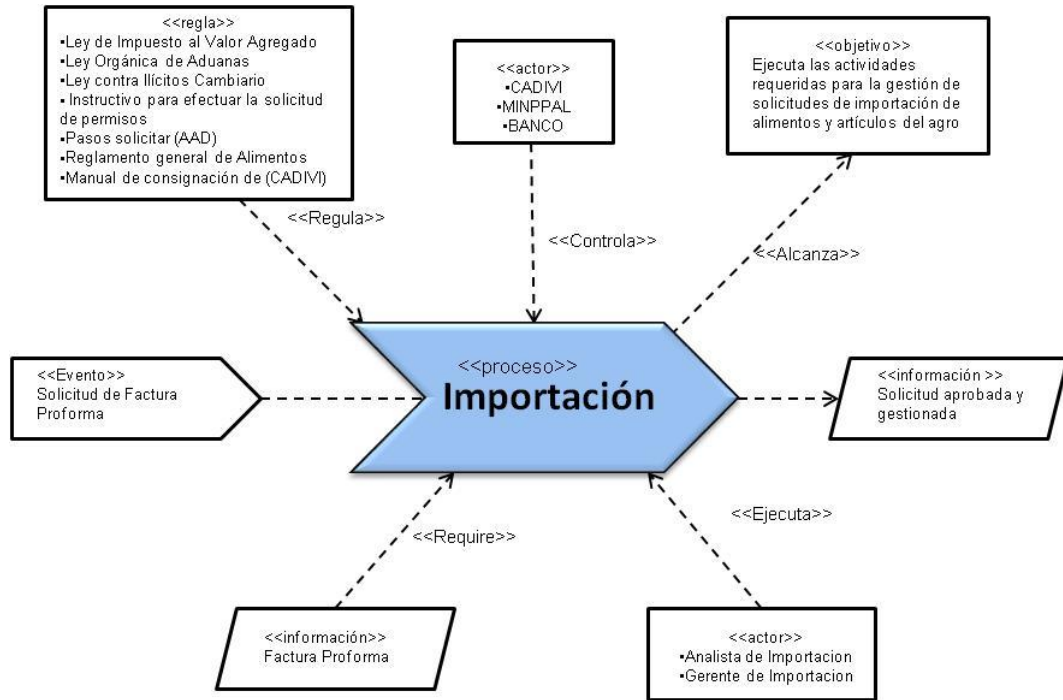 <<regla>>
▪Ley de Impuesto al Valor Agregado
▪Ley Orgánica de Aduanas
▪Ley contra Ilícitos Cambiario
▪ Instructivo para efectuar la solicitud
de permisos
▪Pasos solicitar (AAD)
▪Reglamento general de Alimentos
▪Manual de consignación de (CADIVI)
<<actor>>
▪CADIVI
▪MINPPAL
▪BANCO
<<objetivo>>
Ejecuta las actividades
requeridas para la gestión de
solicitudes de importación de
alimentos y artículos del agro
<<Regula>>
<<Controla>>
<<Alcanza>>
<<Evento>>
Solicitud de Factura
Proforma
<<proceso>>
Importación
<<información >>
Solicitud aprobada y
gestionada
<<Require>>
<<Ejecuta>>
<<información>>
Factura Proforma
<<actor>>
▪Analista de Importacion
▪Gerente de Importacion